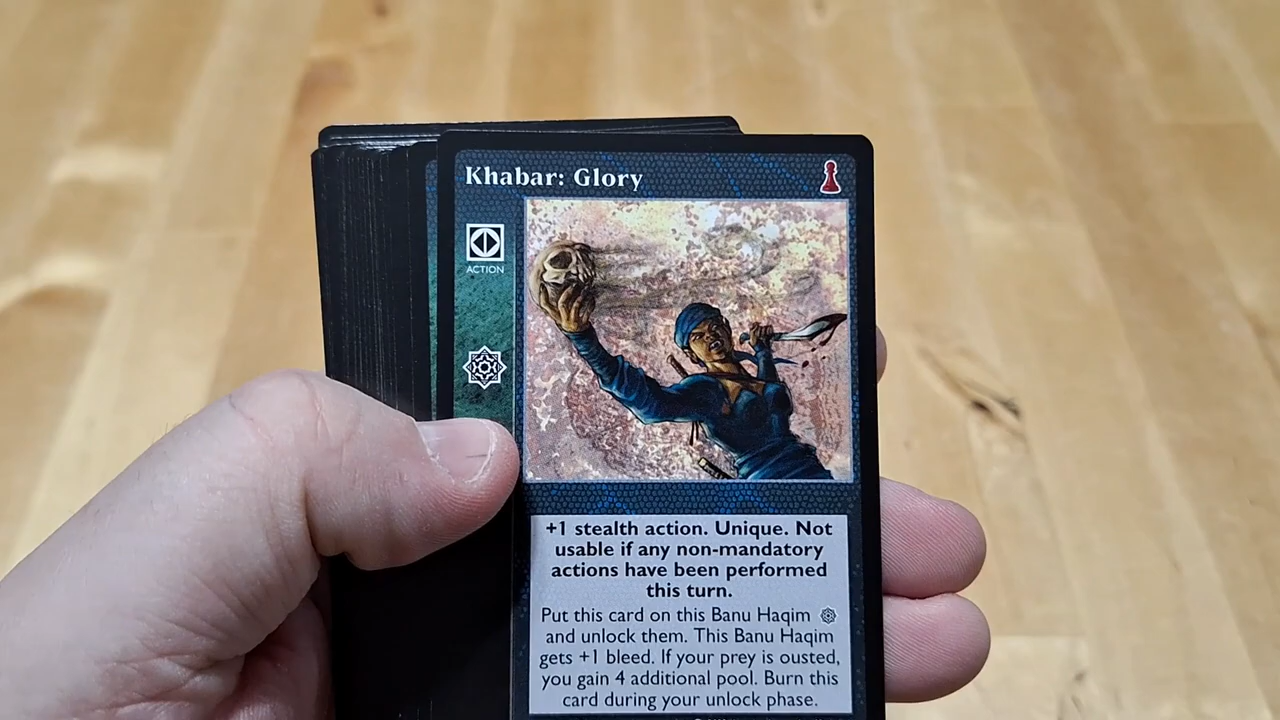 Khabar: Glory
ACTION
+1 stealth action. Unique. Not
usable if any non-mandatory
actions have been performed
this turn.
Put this card on this Banu Haqim
and unlock them. This Banu Haqim
gets +1 bleed. If your prey is ousted,
you gain 4 additional pool. Burn this
card during your unlock phase.